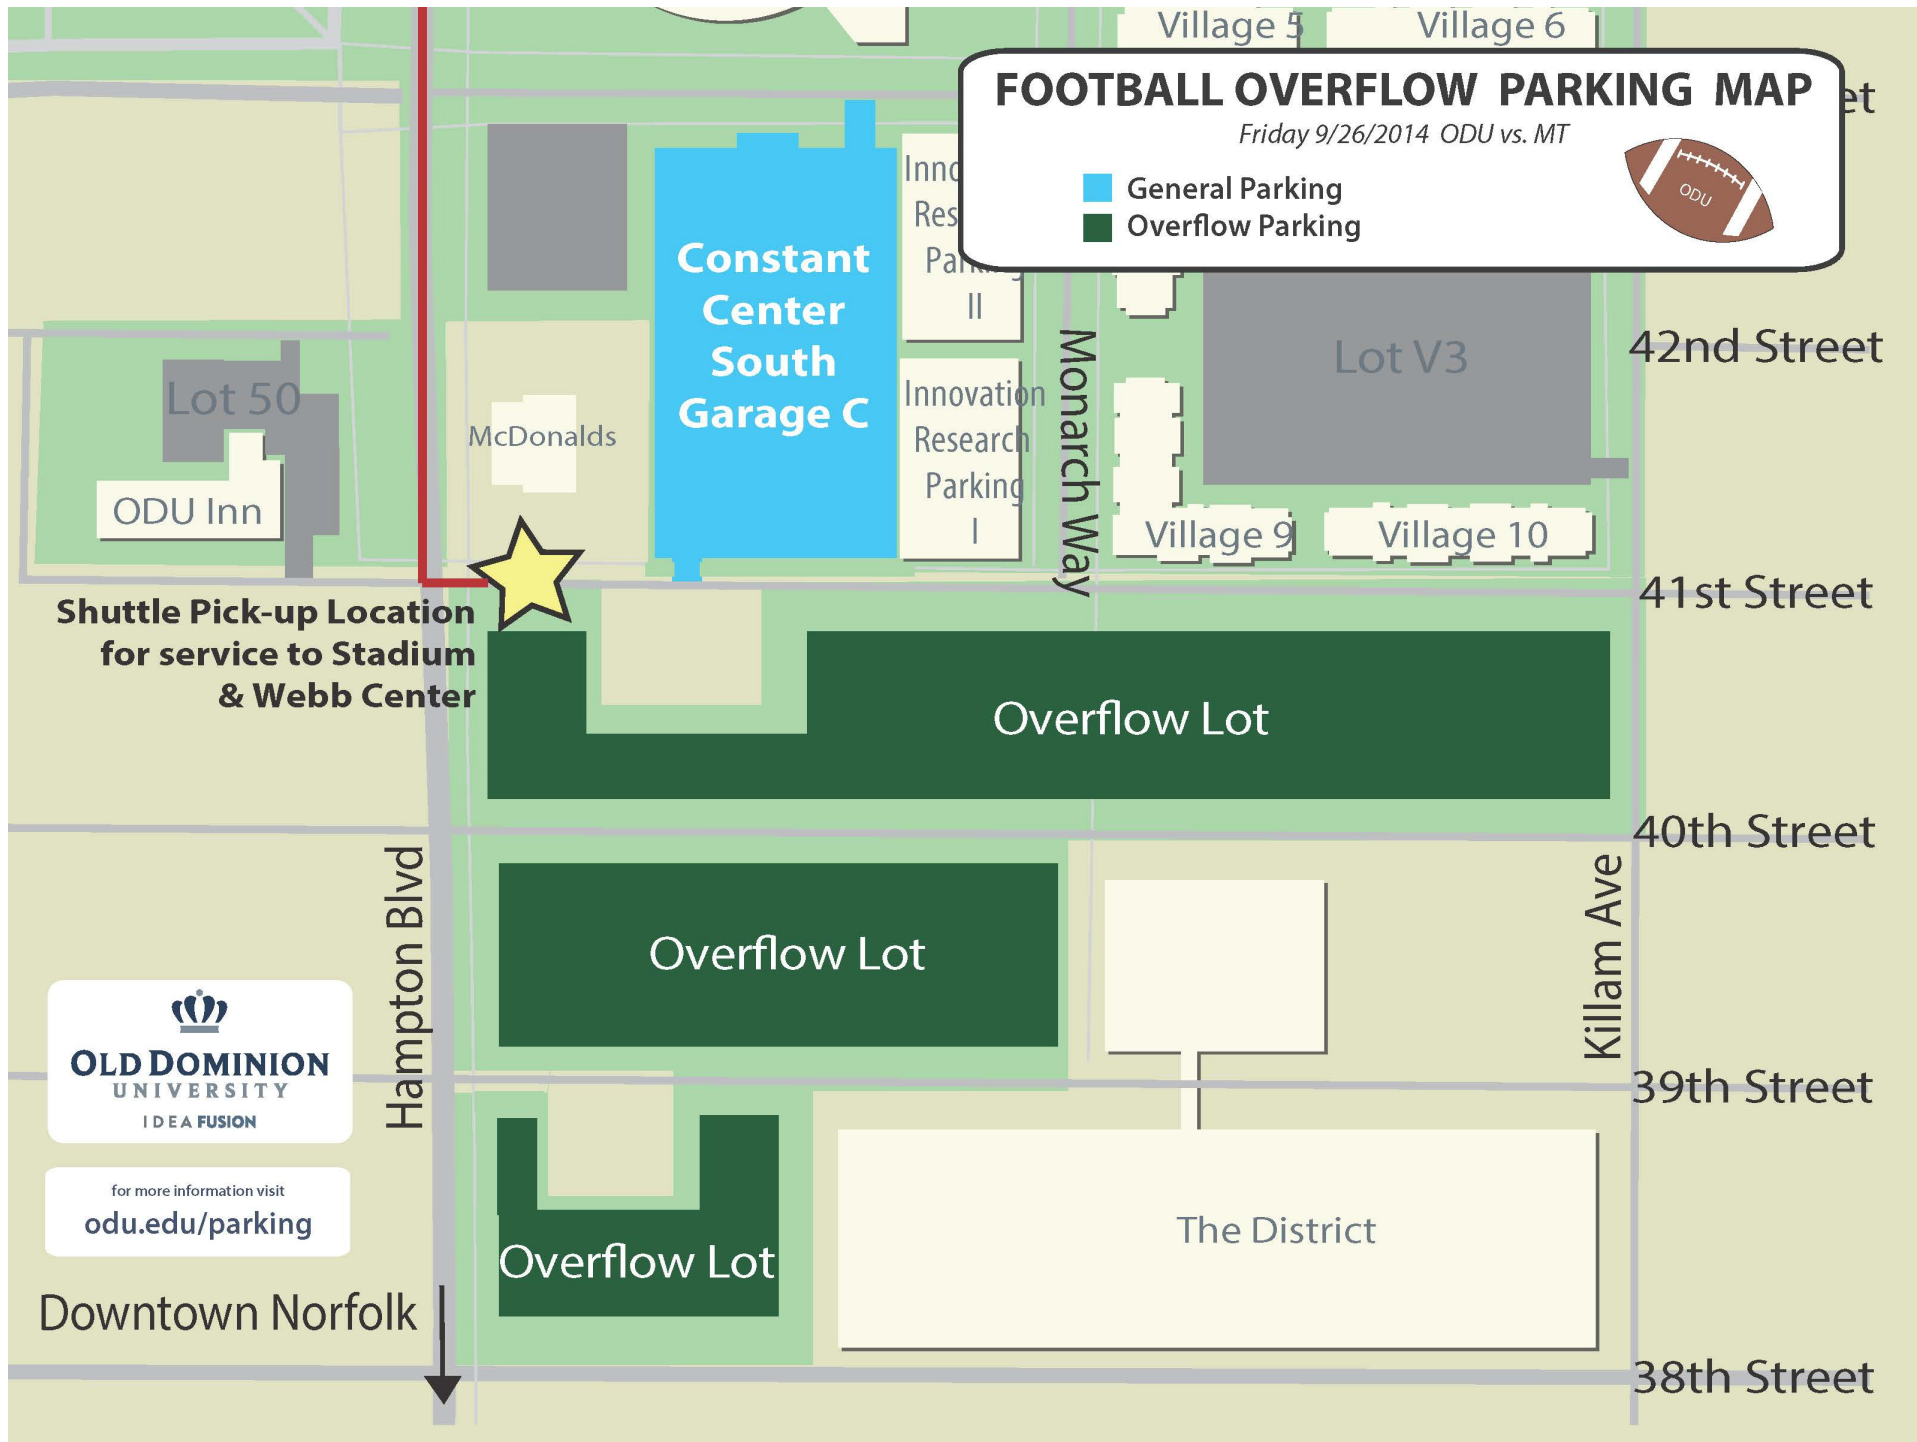 Village 5
Village 6
FOOTBALL OVERFLOW PARKING MAP
Friday 9/26/2014 ODU vs. MT
General Parking
Overflow Parking
ODU
Constant
Center
South
Garage C
II
Innovation
Research
Parking
I
Monarch Way
Lot V3
42nd Street
Lot 50
McDonalds
ODU Inn
Village 9
Village 10
41st Street
Shuttle Pick-up Location
for service to Stadium
& Webb Center
Overflow Lot
40th Street
Hampton Blvd
Overflow Lot
Killam Ave
OLD DOMINION
UNIVERSITY
IDEA FUSION
39th Street
for more information visit
odu.edu/parking
The District
Overflow Lot
Downtown Norfolk
38th Street